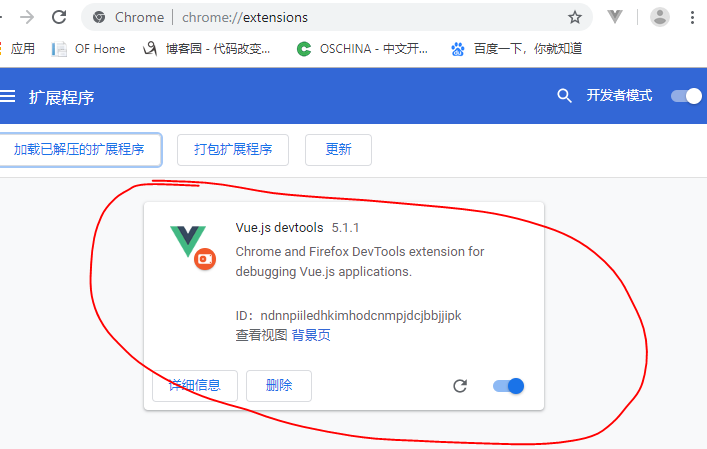 Chrome | chrome://extensions
应用 OF Home 博客园 - 代码改变... OSCHINA - 中文开... 百度一下，你就知道
扩展程序 开发者模式
加载已解压的扩展程序 打包扩展程序 更新
Vue.js devtools 5.1.1
Chrome and Firefox DevTools extension for
debugging Vue.js applications.
ID：ndnnpiiledhkimhodcnmpjdcjbbjjipk
查看视图 背景页
详细信息 删除